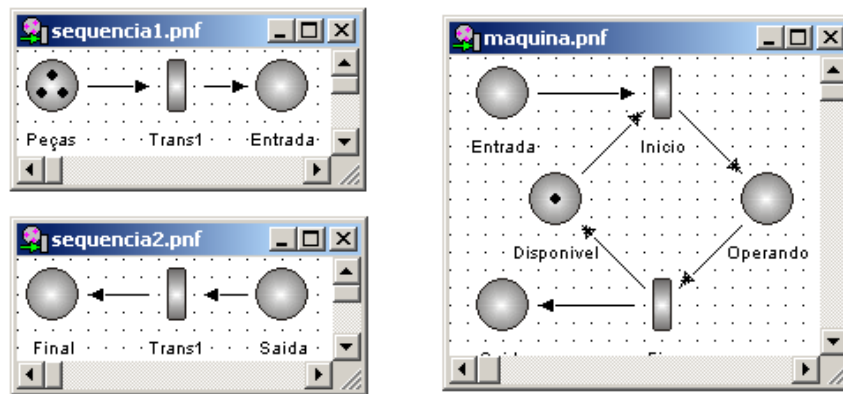 sequencia1.pnf
Peças Trans1 Entrada
sequencia2.pnf
Final Trans1 Saida
maquina.pnf
Entrada Inicio
Disponivel Operando